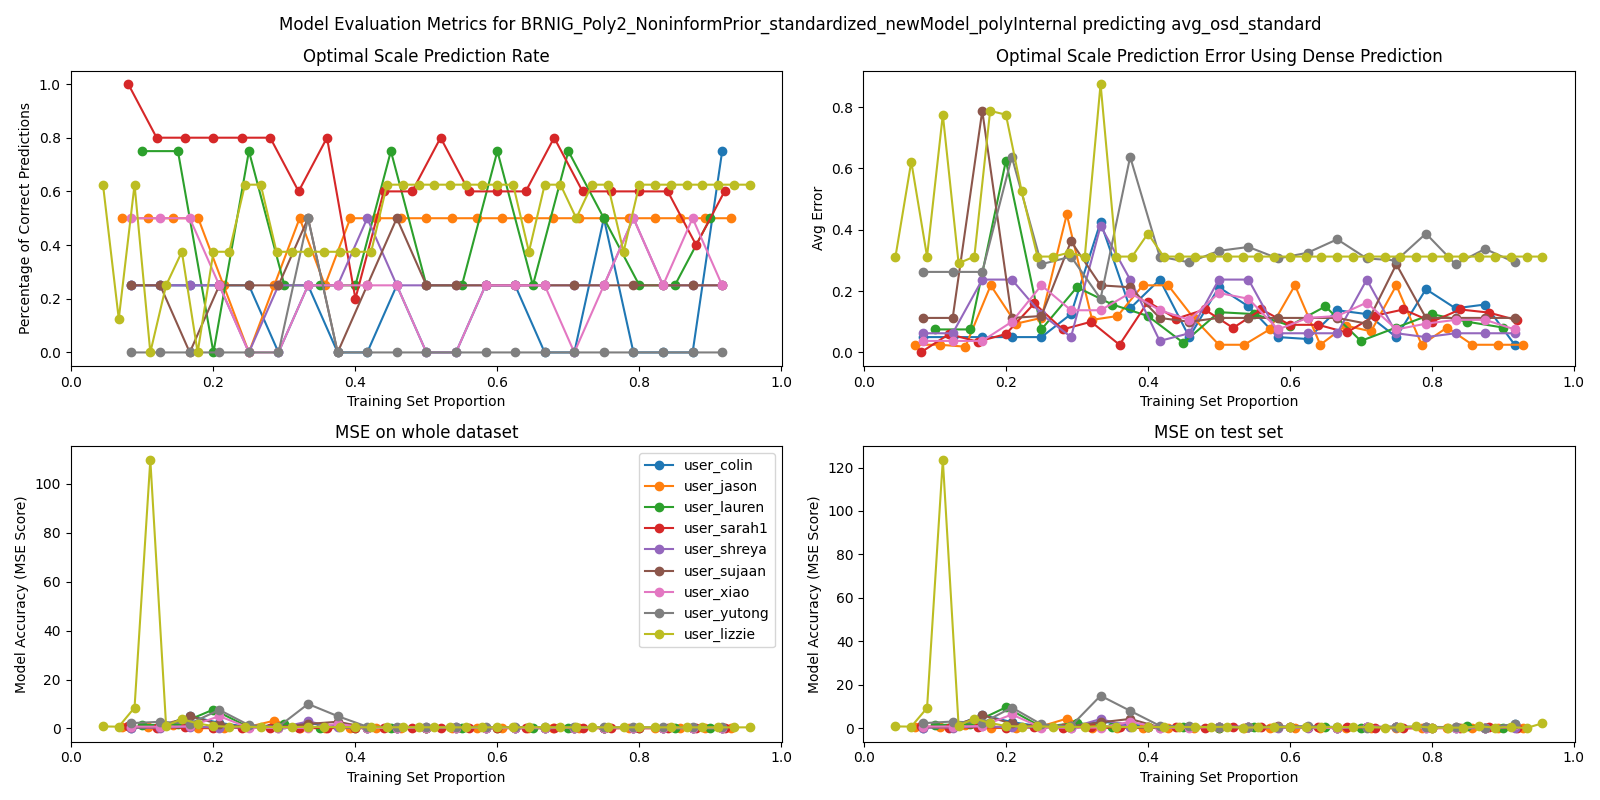 Model Evaluation Metrics for BRNIG_Poly2_NoninformPrior_standardized_newModel_polyInternal predicting avg_osd_standard
Optimal Scale Prediction Rate
Percentage of Correct Predictions
1.0
0.8
0.6
0.4
0.2
0.0
0.0 0.2 0.4 0.6 0.8 1.0
Training Set Proportion
Optimal Scale Prediction Error Using Dense Prediction
Avg Error
0.8
0.6
0.4
0.2
0.0
0.0 0.2 0.4 0.6 0.8 1.0
Training Set Proportion
MSE on whole dataset
Model Accuracy (MSE Score)
100
80
60
40
20
0
0.0 0.2 0.4 0.6 0.8 1.0
Training Set Proportion
user_colin
user_jason
user_lauren
user_sarah1
user_shreya
user_sujaan
user_xiao
user_yutong
user_lizzie
MSE on test set
Model Accuracy (MSE Score)
120
100
80
60
40
20
0
0.0 0.2 0.4 0.6 0.8 1.0
Training Set Proportion